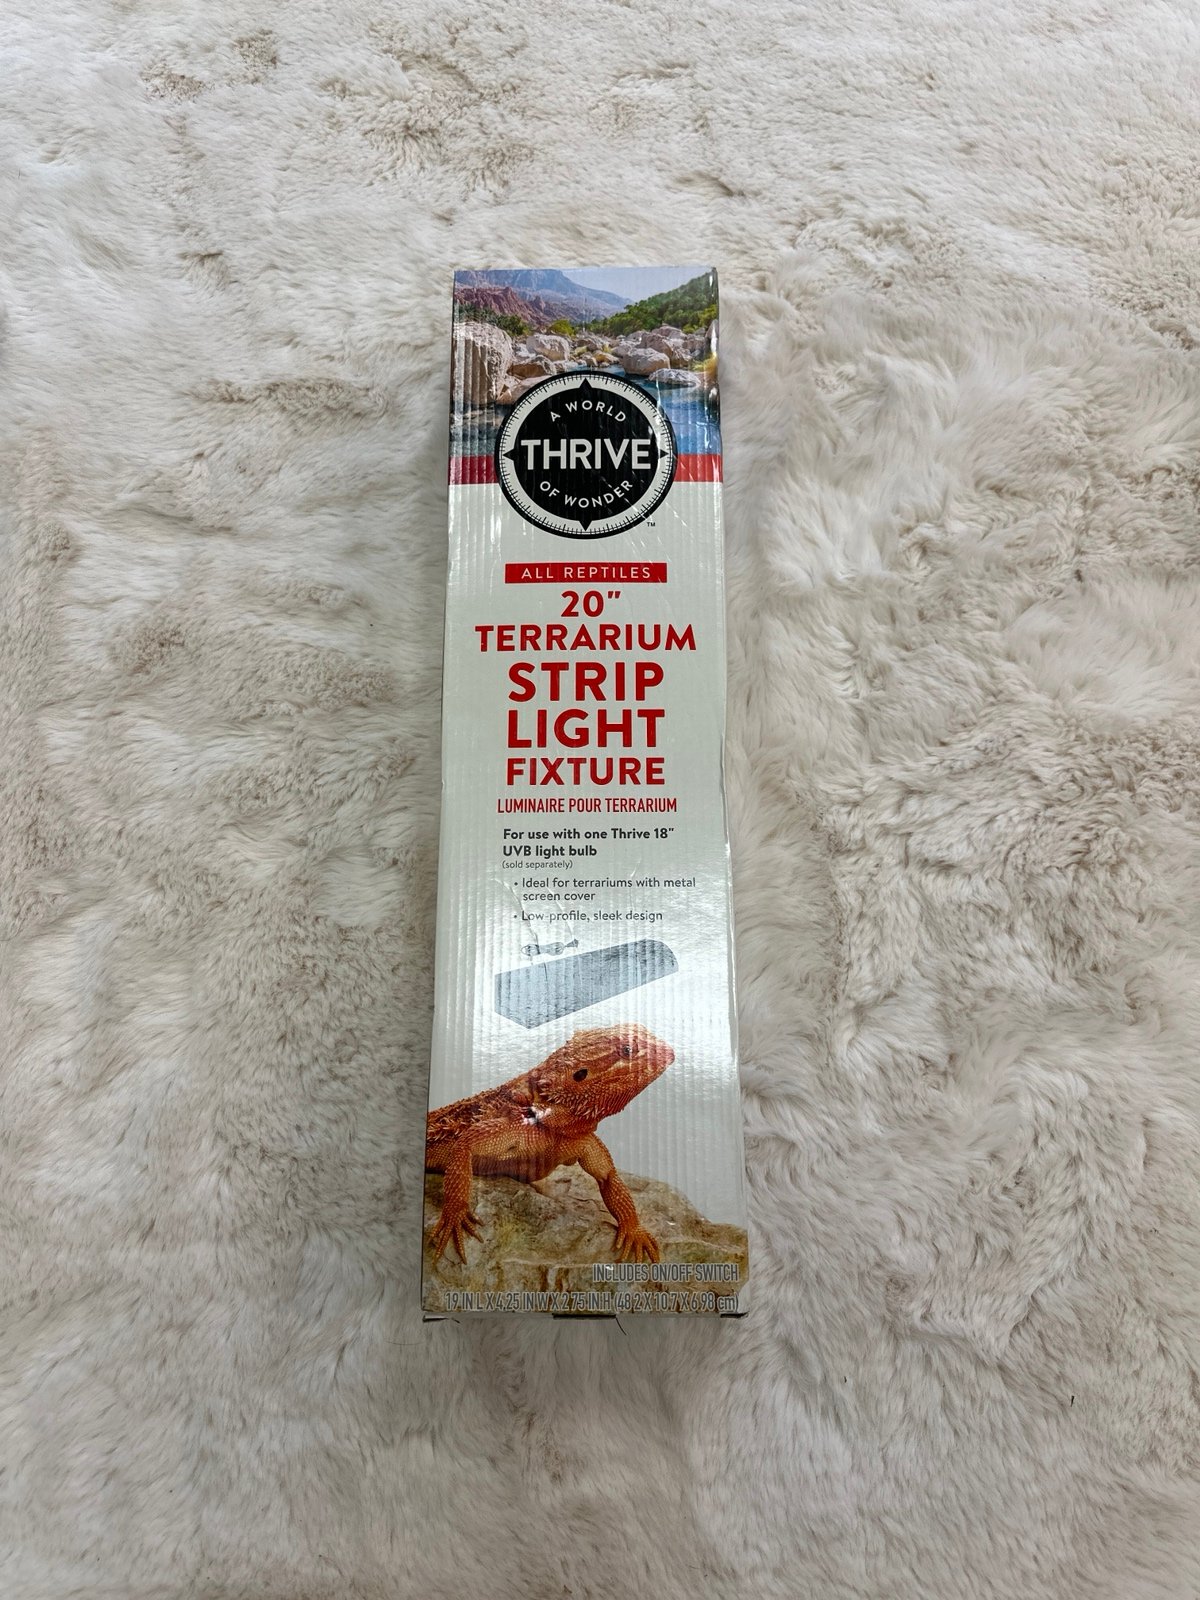 A WORLD
THRIVE
OF WONDER
TM
ALL REPTILES
20"
TERRARIUM
STRIP
LIGHT
FIXTURE
LUMINAIRE POUR TERRARIUM
For use with one Thrive 18"
UVB light bulb
(sold separately)
• Ideal for terrariums with metal
screen cover
• Low-profile, sleek design
INCLUDES ON/OFF SWITCH
19 IN L X 4.25 IN W X 2.75 IN H (48.2 X 10.7 X 6.98 cm)